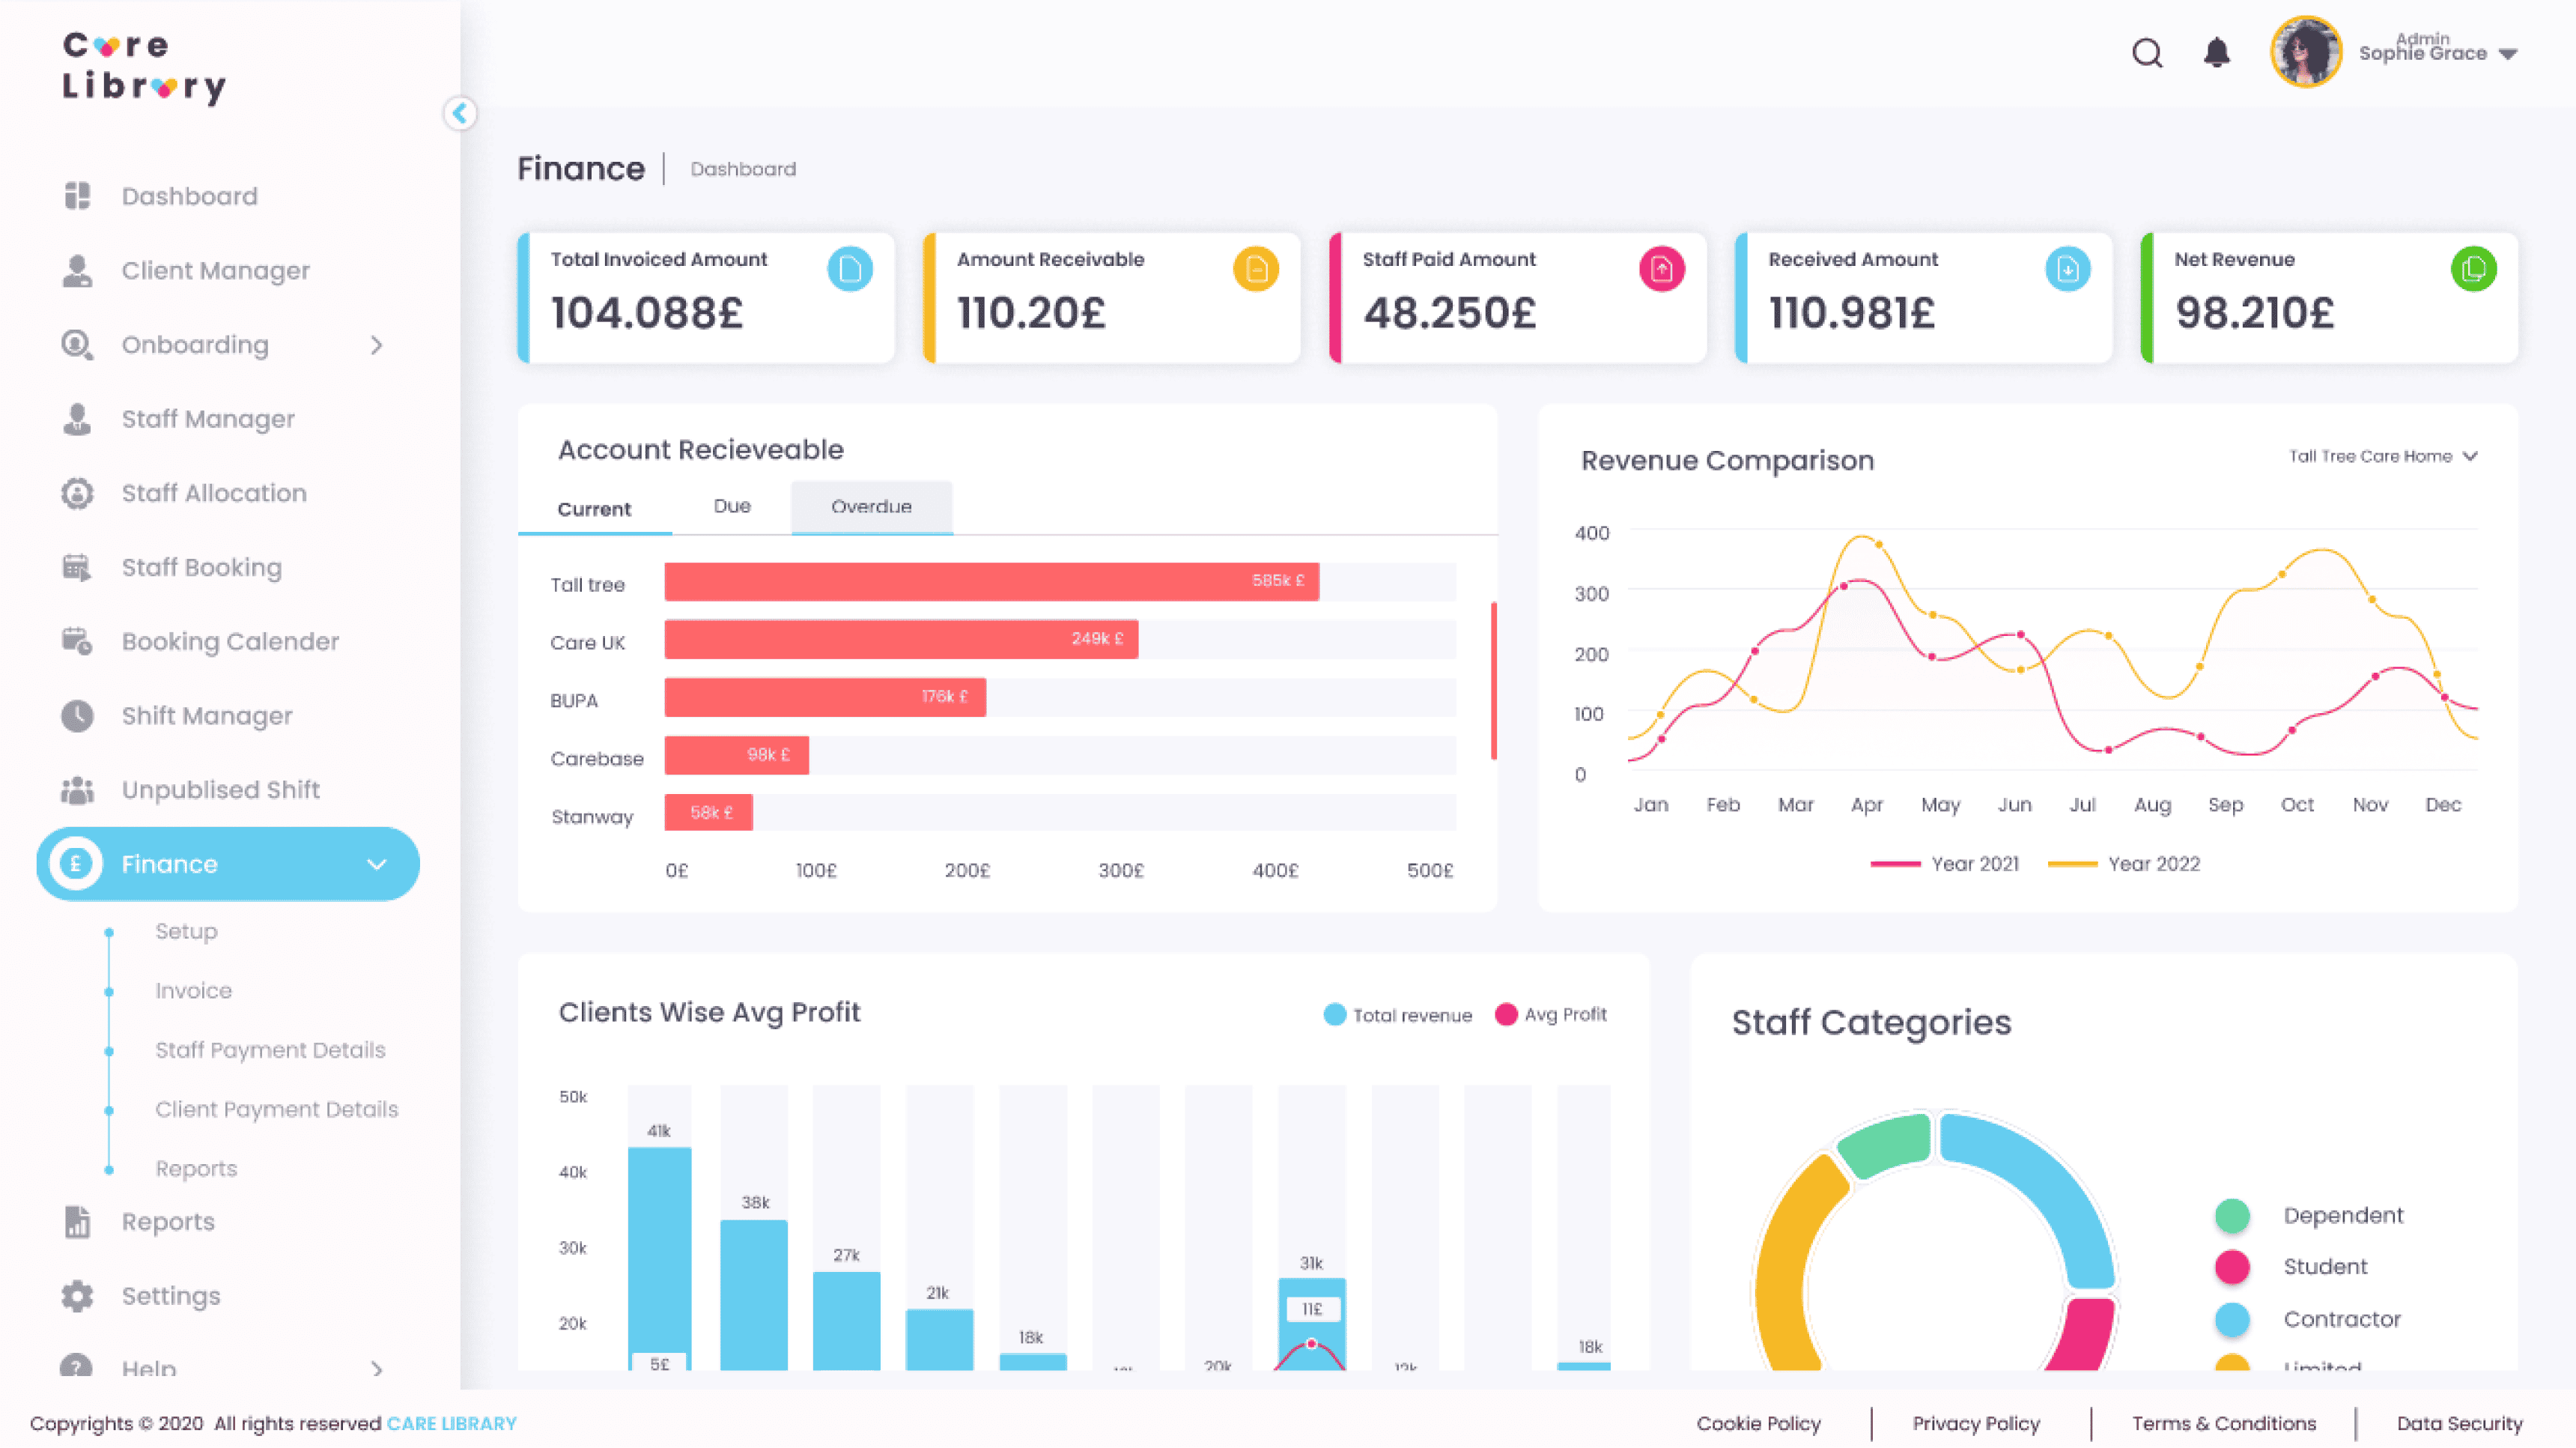 Care
Library
Dashboard
Client Manager
Onboarding
Staff Manager
Staff Allocation
Staff Booking
Booking Calender
Shift Manager
Unpublised Shift
£ Finance
Setup
Invoice
Staff Payment Details
Client Payment Details
Reports
Reports
Settings
? Help
Admin
Sophie Grace
Finance | Dashboard
Total Invoiced Amount
104.088£
Amount Receivable
110.20£
Staff Paid Amount
48.250£
Received Amount
110.981£
Net Revenue
98.210£
Account Recieveable
Current Due Overdue
Tall tree 585k £
Care UK 249k £
BUPA 176k £
Carebase 98k £
Stanway 58k £
0£ 100£ 200£ 300£ 400£ 500£
Revenue Comparison
Tall Tree Care Home
400
300
200
100
0
Jan Feb Mar Apr May Jun Jul Aug Sep Oct Nov Dec
Year 2021 Year 2022
Clients Wise Avg Profit
Total revenue Avg Profit
50k
40k
30k
20k
41k
38k
27k
21k
18k
20k
31k
11£
12k
18k
5£
Staff Categories
Dependent
Student
Contractor
Limited
Copyrights © 2020 All rights reserved CARE LIBRARY
Cookie Policy | Privacy Policy | Terms & Conditions | Data Security